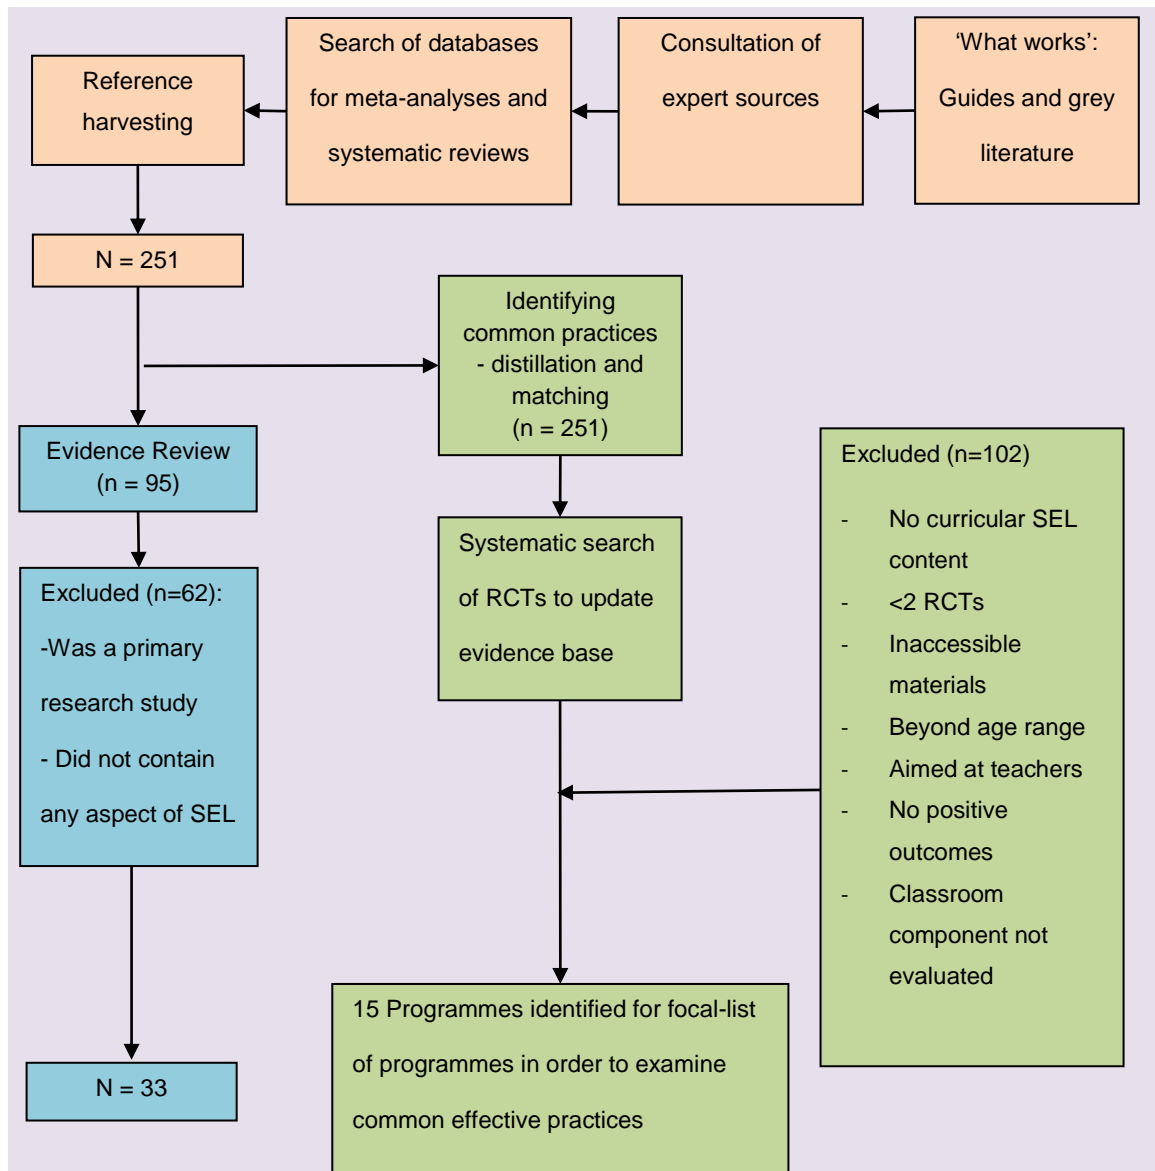 Reference
harvesting
Search of databases
for meta-analyses and
systematic reviews
Consultation of
expert sources
‘What works’:
Guides and grey
literature
N = 251
Identifying
common practices
- distillation and
matching
(n = 251)
Evidence Review
(n = 95)
Excluded (n=62):
-Was a primary
research study
- Did not contain
any aspect of SEL
Systematic search
of RCTs to update
evidence base
Excluded (n=102)
- No curricular SEL
content
- <2 RCTs
- Inaccessible
materials
- Beyond age range
- Aimed at teachers
- No positive
outcomes
- Classroom
component not
evaluated
N = 33
15 Programmes identified for focal-list
of programmes in order to examine
common effective practices